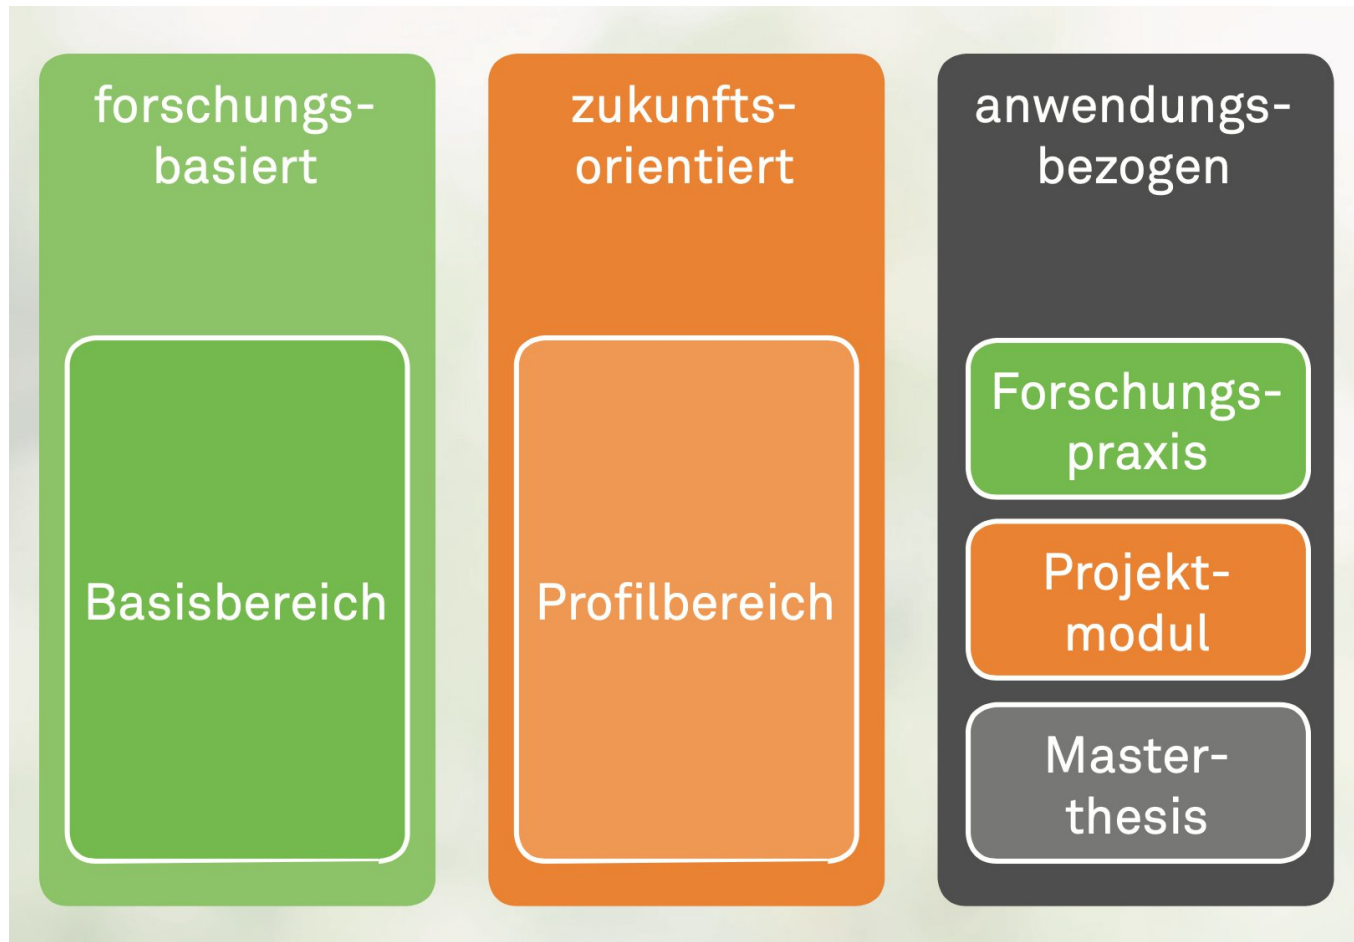 forschungs-
basiert
Basisbereich
zukunfts-
orientiert
Profilbereich
anwendungs-
bezogen
Forschungs-
praxis
Projekt-
modul
Master-
thesis